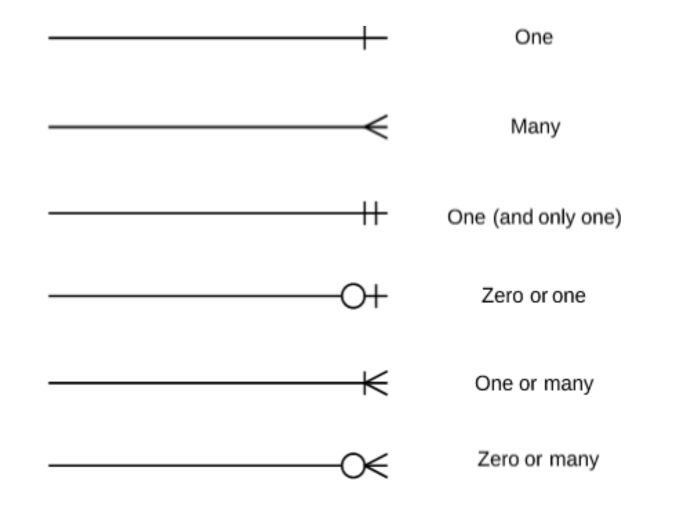 One
Many
One (and only one)
Zero or one
One or many
Zero or many